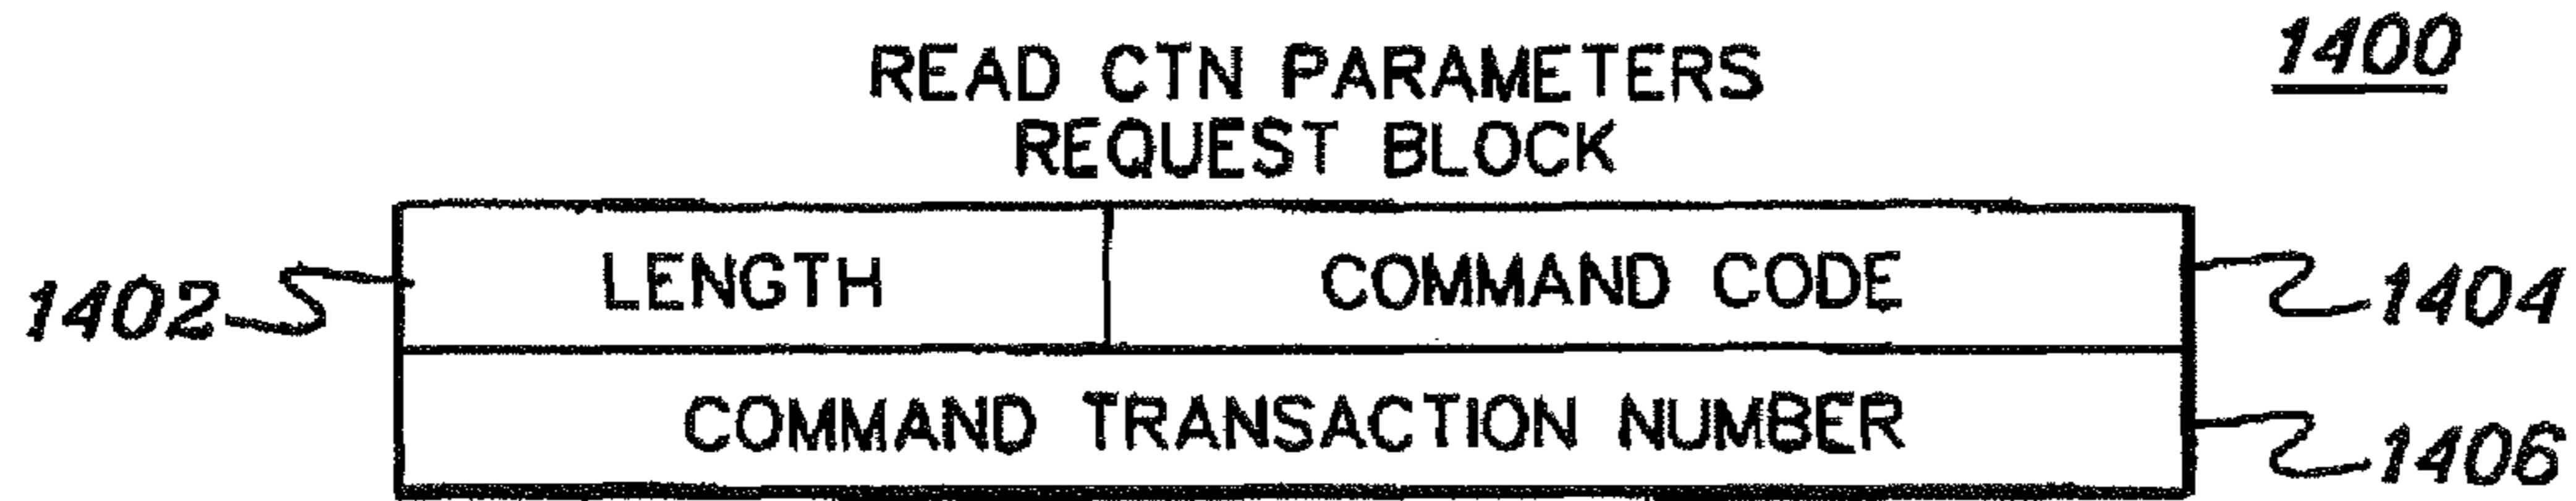 1400
READ CTN PARAMETERS
REQUEST BLOCK
1402 LENGTH COMMAND CODE 1404
COMMAND TRANSACTION NUMBER 1406